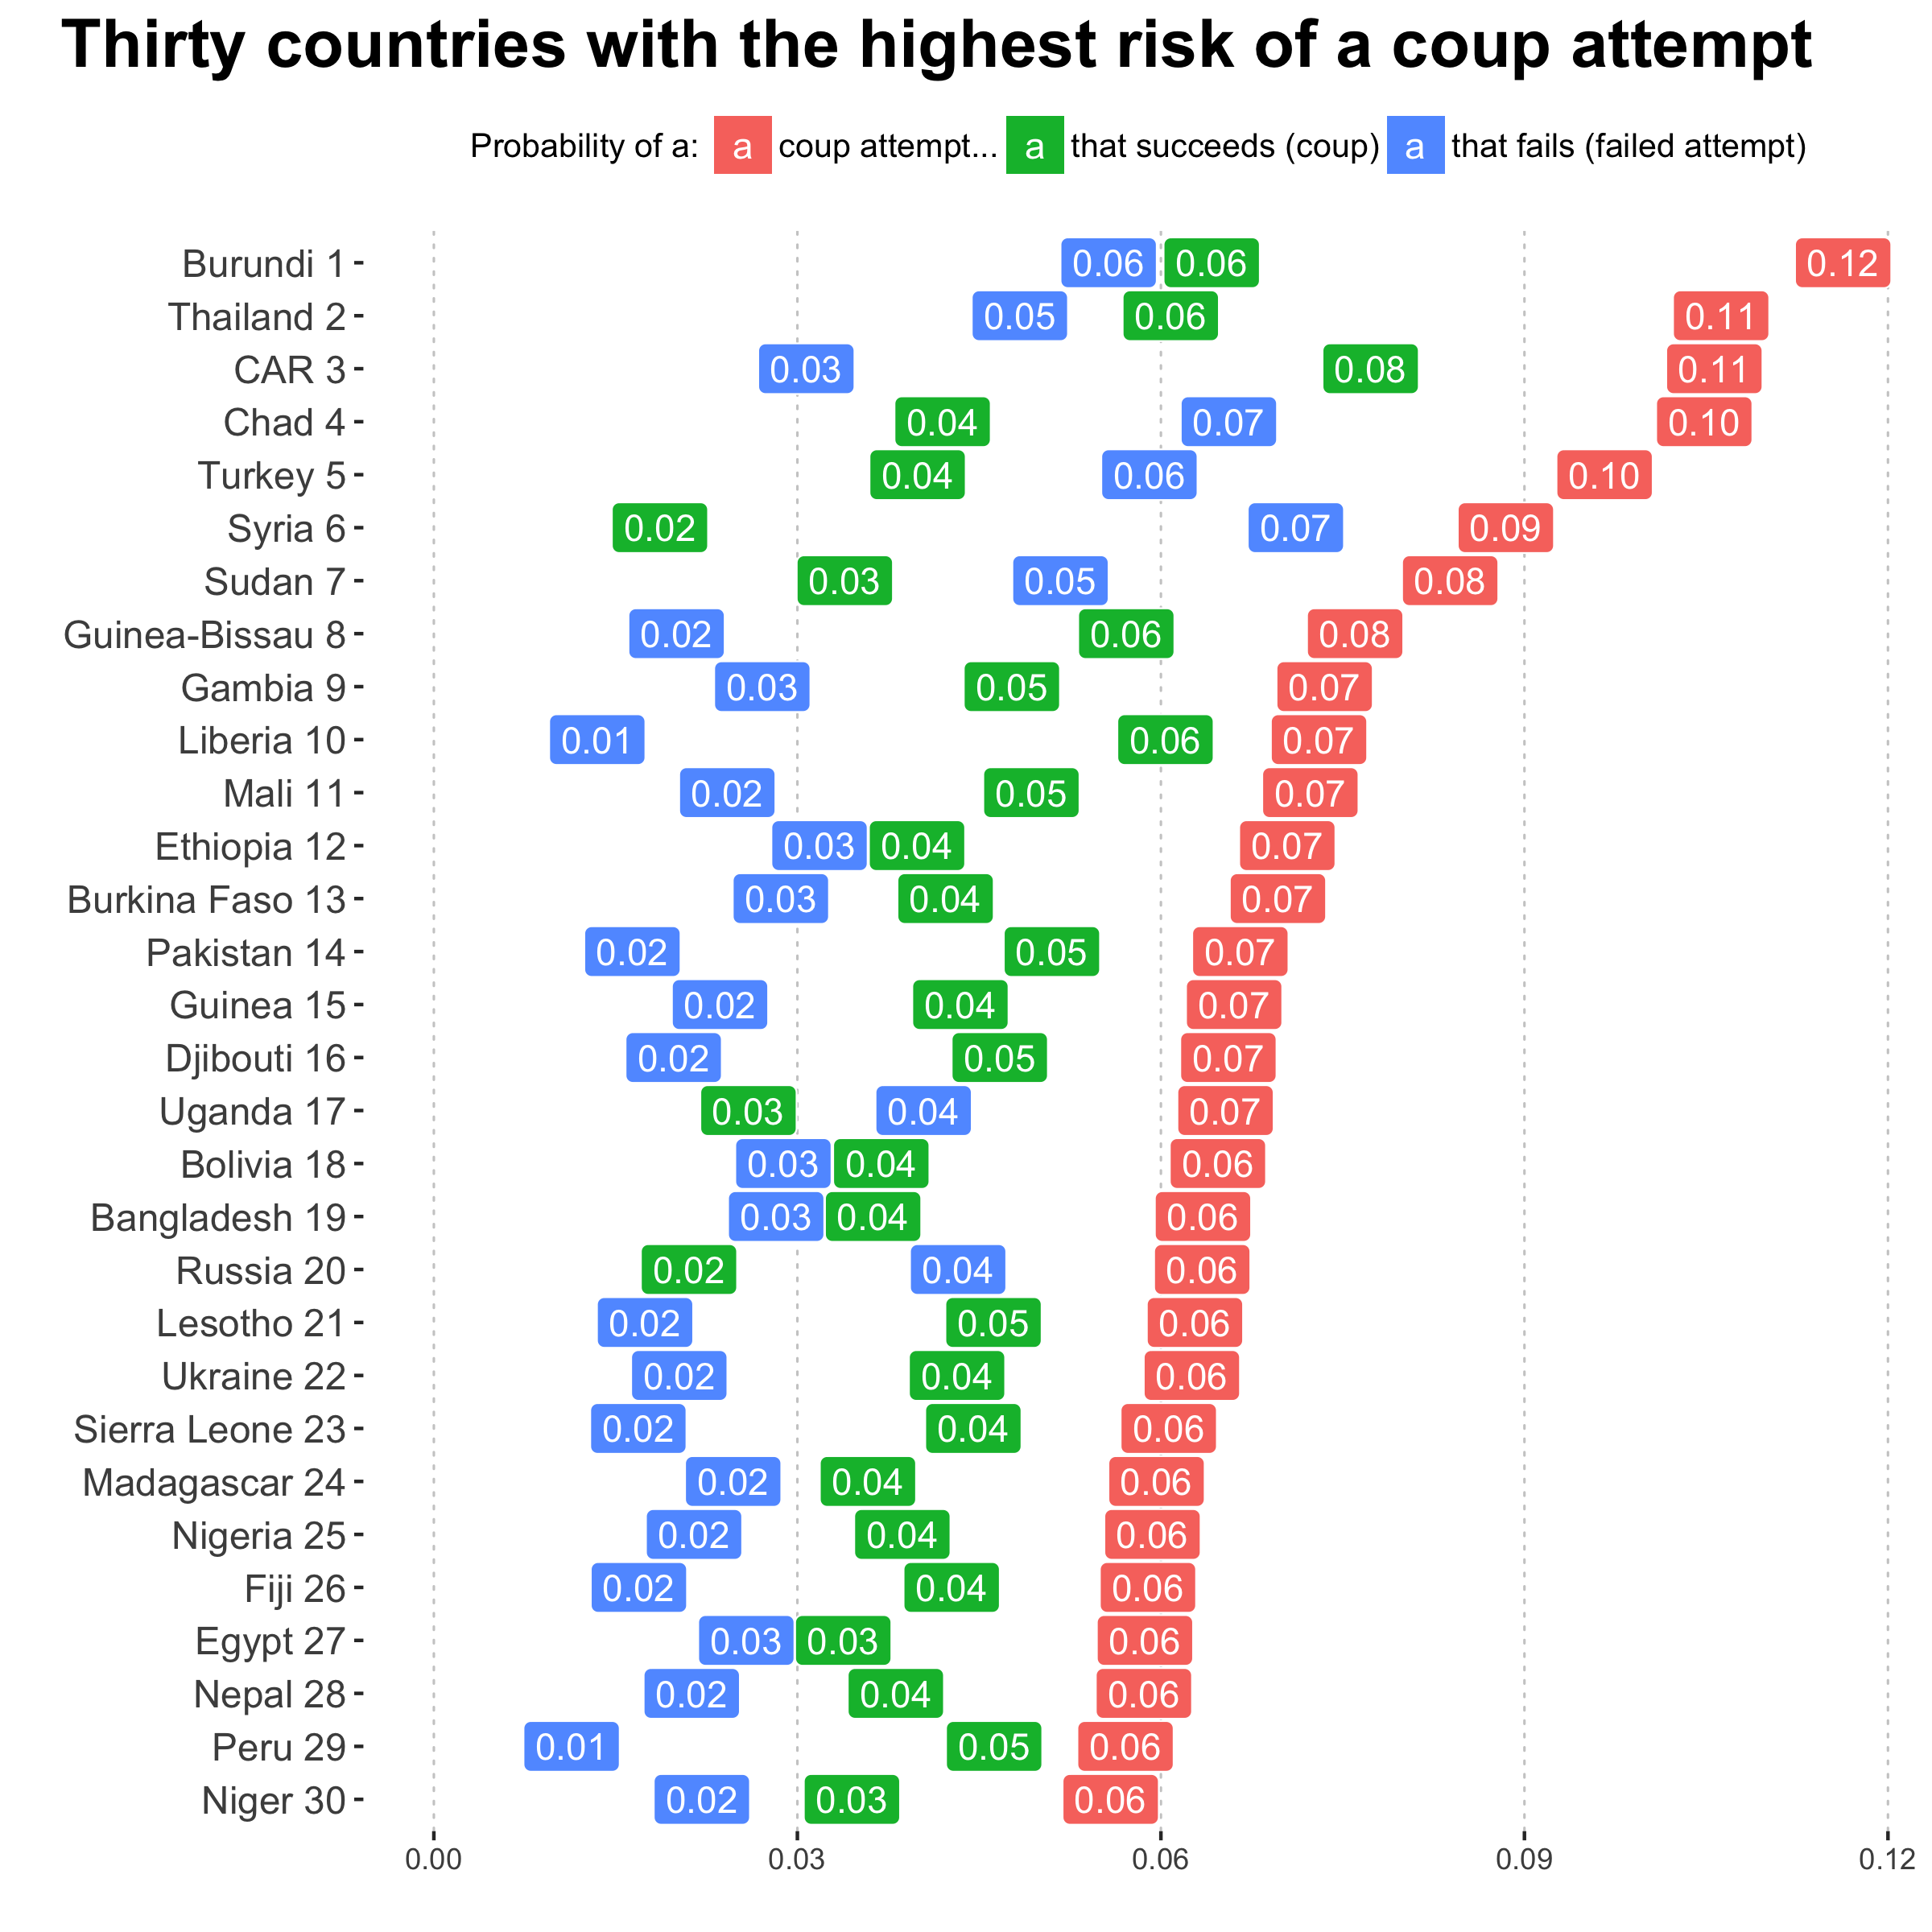 Thirty countries with the highest risk of a coup attempt
Probability of a: a coup attempt... a that succeeds (coup) a that fails (failed attempt)
Burundi 1 0.06 0.06 0.12
Thailand 2 0.05 0.06 0.11
CAR 3 0.03 0.08 0.11
Chad 4 0.04 0.07 0.10
Turkey 5 0.04 0.06 0.10
Syria 6 0.02 0.07 0.09
Sudan 7 0.03 0.05 0.08
Guinea-Bissau 8 0.02 0.06 0.08
Gambia 9 0.03 0.05 0.07
Liberia 10 0.01 0.06 0.07
Mali 11 0.02 0.05 0.07
Ethiopia 12 0.03 0.04 0.07
Burkina Faso 13 0.03 0.04 0.07
Pakistan 14 0.02 0.05 0.07
Guinea 15 0.02 0.04 0.07
Djibouti 16 0.02 0.05 0.07
Uganda 17 0.03 0.04 0.07
Bolivia 18 0.03 0.04 0.06
Bangladesh 19 0.03 0.04 0.06
Russia 20 0.02 0.04 0.06
Lesotho 21 0.02 0.05 0.06
Ukraine 22 0.02 0.04 0.06
Sierra Leone 23 0.02 0.04 0.06
Madagascar 24 0.02 0.04 0.06
Nigeria 25 0.02 0.04 0.06
Fiji 26 0.02 0.04 0.06
Egypt 27 0.03 0.03 0.06
Nepal 28 0.02 0.04 0.06
Peru 29 0.01 0.05 0.06
Niger 30 0.02 0.03 0.06
0.00 0.03 0.06 0.09 0.12